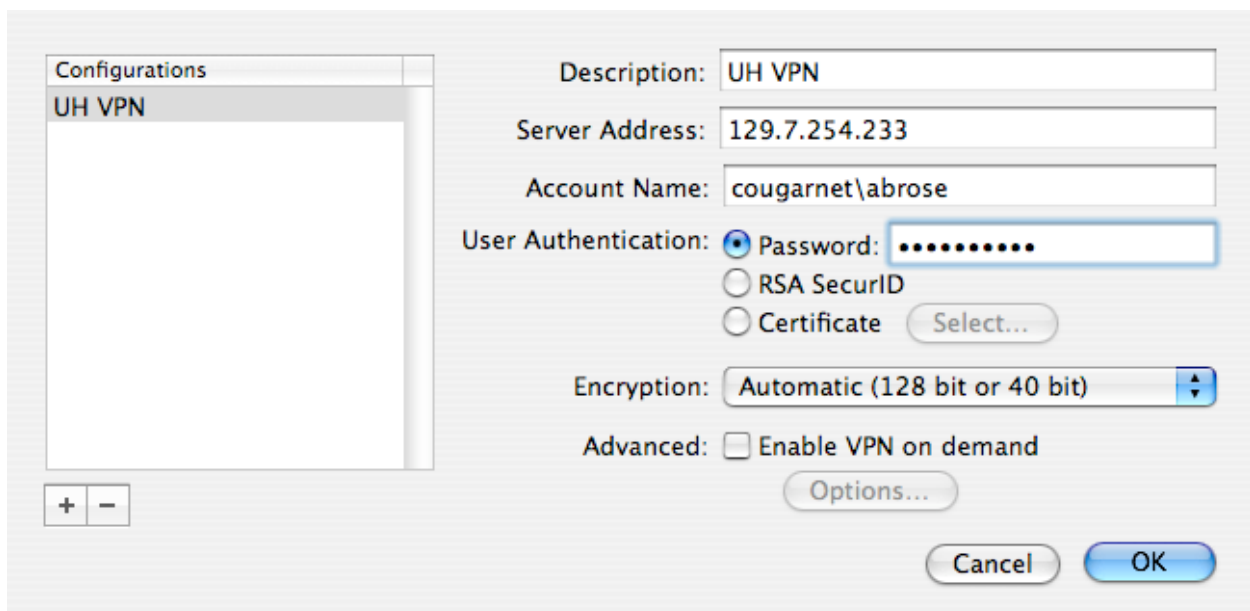 Configurations
UH VPN
Description: UH VPN
Server Address: 129.7.254.233
Account Name: cougarnet\abrose
User Authentication: Password: ••••••••••
RSA SecurID
Certificate Select...
Encryption: Automatic (128 bit or 40 bit)
Advanced: Enable VPN on demand
Options...
+ −
Cancel OK